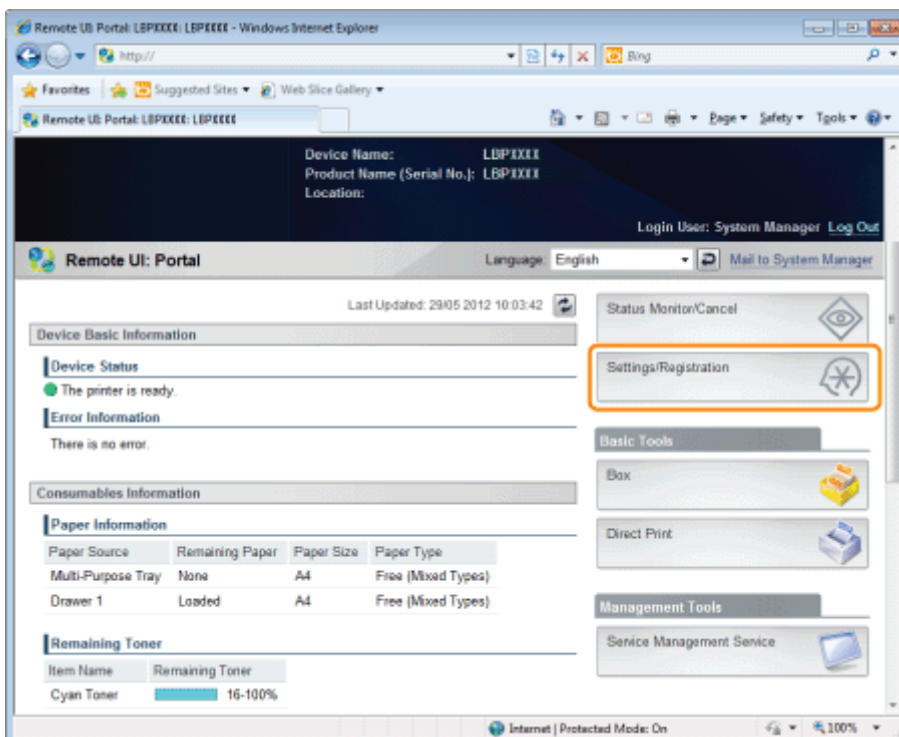 Remote UI: Portal: LBPXXXX: LBPXXXX - Windows Internet Explorer
http://
Bing
Favorites Suggested Sites Web Slice Gallery
Remote UI: Portal: LBPXXXX: LBPXXXX
Page Safety Tools
Device Name: LBPXXXX
Product Name (Serial No.): LBPXXXX
Location:
Login User: System Manager Log Out
Remote UI: Portal
Language: English
Mail to System Manager
Last Updated: 29/05 2012 10:03:42
Device Basic Information
Device Status
The printer is ready.
Error Information
There is no error.
Consumables Information
Paper Information
Paper Source Remaining Paper Paper Size Paper Type
Multi-Purpose Tray None A4 Free (Mixed Types)
Drawer 1 Loaded A4 Free (Mixed Types)
Remaining Toner
Item Name Remaining Toner
Cyan Toner 16-100%
Status Monitor/Cancel
Settings/Registration
Basic Tools
Box
Direct Print
Management Tools
Service Management Service
Internet | Protected Mode: On
100%